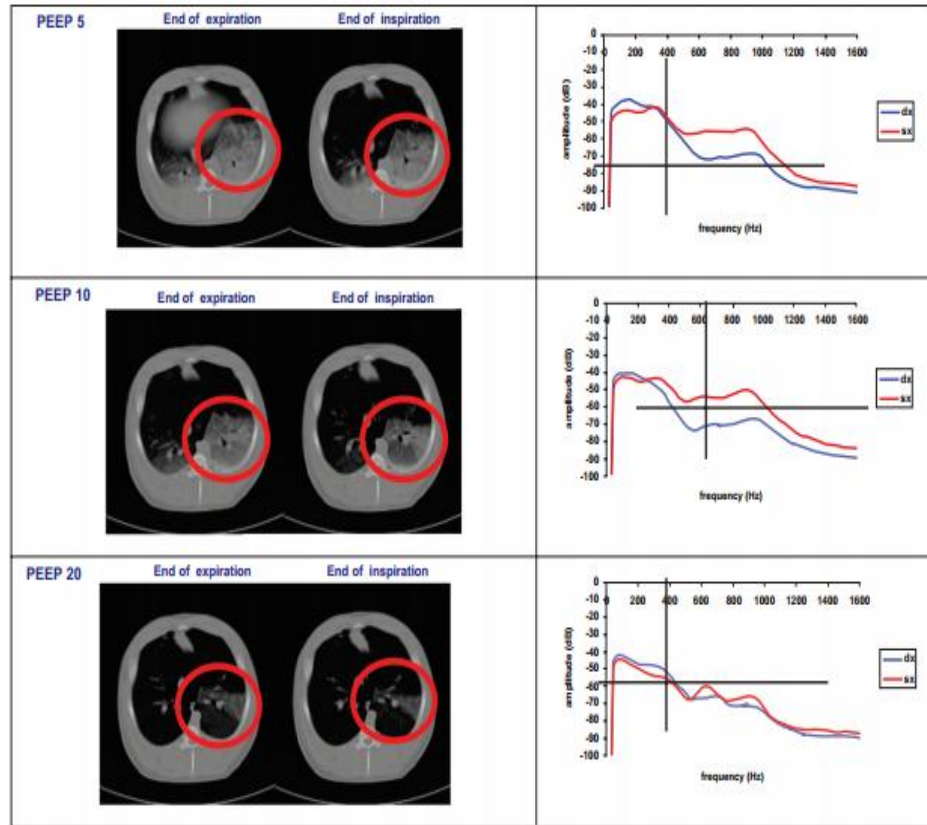 PEEP 5
End of expiration End of inspiration
0 200 400 600 800 1000 1200 1400 1600
0
-10
-20
-30
-40
-50
-60
-70
-80
-90
-100
amplitude (dB)
frequency (Hz)
dx
sx
PEEP 10
End of expiration End of inspiration
0 200 400 600 800 1000 1200 1400 1600
0
-10
-20
-30
-40
-50
-60
-70
-80
-90
-100
amplitude (dB)
frequency (Hz)
dx
sx
PEEP 20
End of expiration End of inspiration
0 200 400 600 800 1000 1200 1400 1600
0
-10
-20
-30
-40
-50
-60
-70
-80
-90
-100
amplitude (dB)
frequency (Hz)
dx
sx